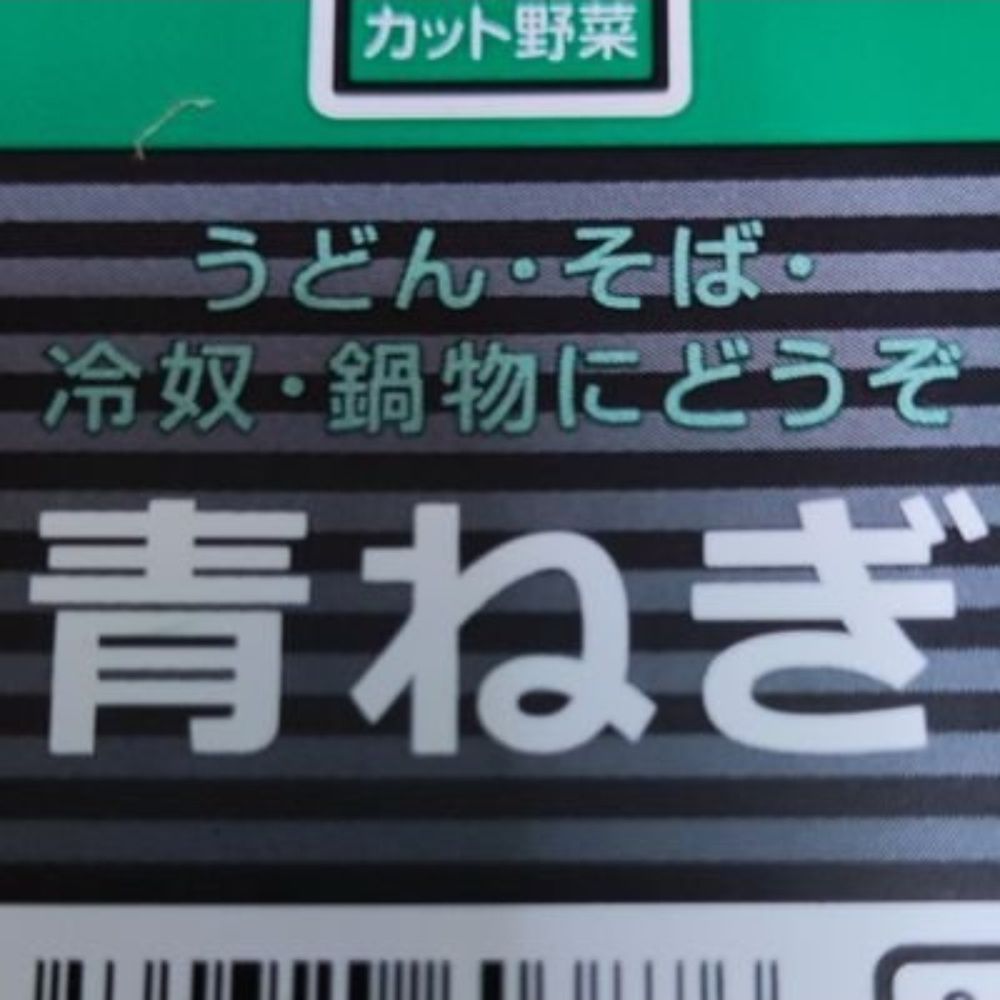 カット野菜
うどん・そば・
冷奴・鍋物にどうぞ
青ねぎ